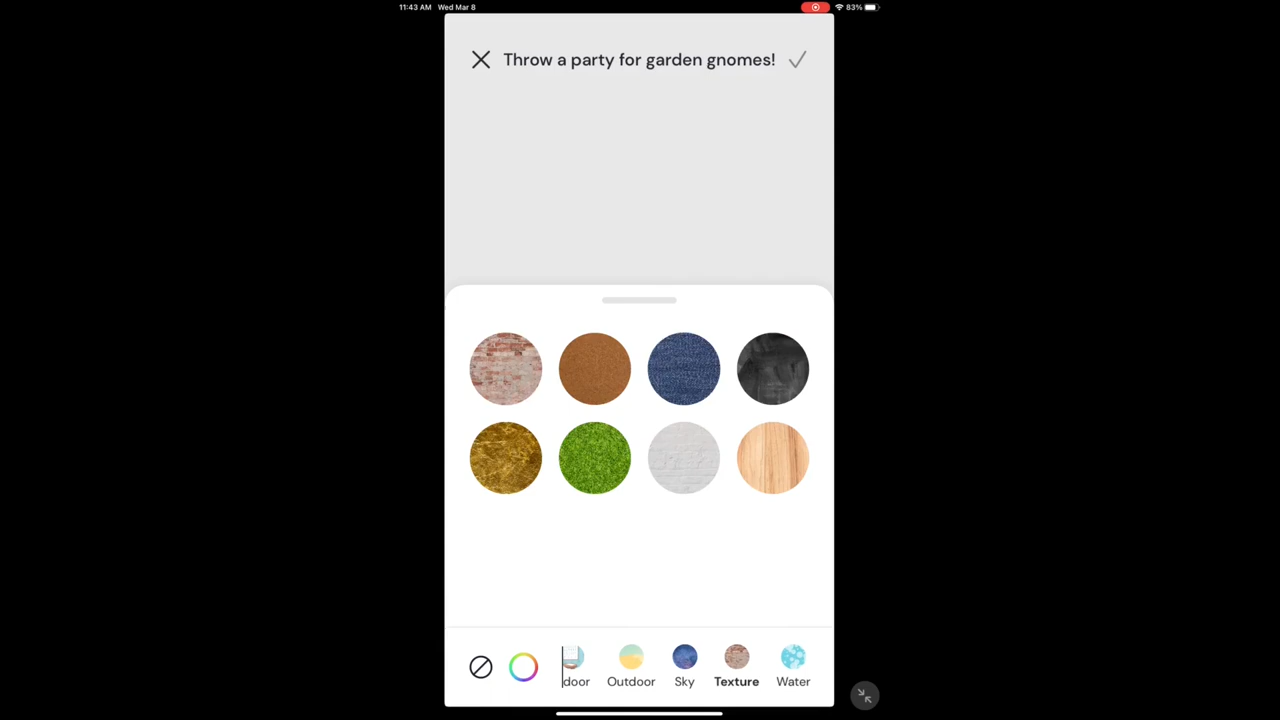 11:43 AM Wed Mar 8 83%
Throw a party for garden gnomes!
door Outdoor Sky Texture Water